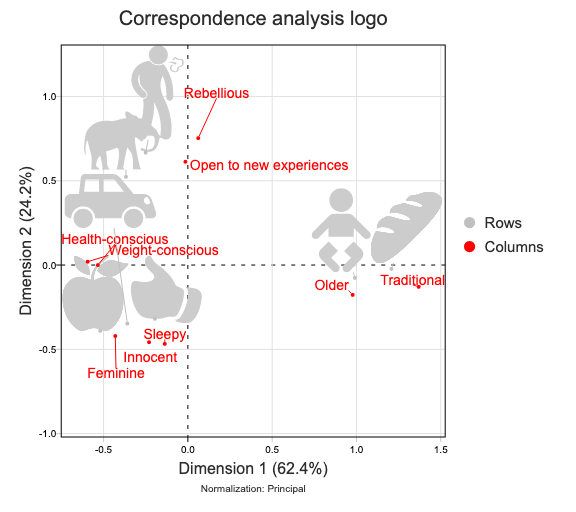 Correspondence analysis logo
Dimension 2 (24.2%)
1.0
0.5
0.0
-0.5
-1.0
Rebellious
Open to new experiences
Health-conscious
Weight-conscious
Older
Traditional
Sleepy
Innocent
Feminine
Rows
Columns
-0.5
0.0
0.5
1.0
1.5
Dimension 1 (62.4%)
Normalization: Principal